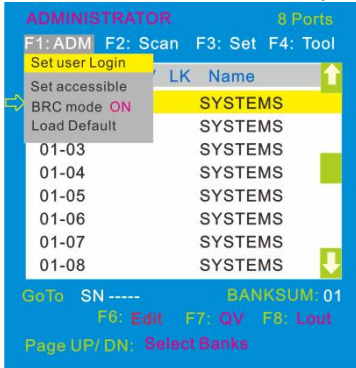 ADMINISTRATOR 8 Ports
F1: ADM F2: Scan F3: Set F4: Tool
Set user Login
LK Name
Set accessible
BRC mode ON SYSTEMS
Load Default SYSTEMS
01-03 SYSTEMS
01-04 SYSTEMS
01-05 SYSTEMS
01-06 SYSTEMS
01-07 SYSTEMS
01-08 SYSTEMS
GoTo SN ----- BANKSUM: 01
F6: Edit F7: QV F8: Lout
Page UP/ DN: Select Banks